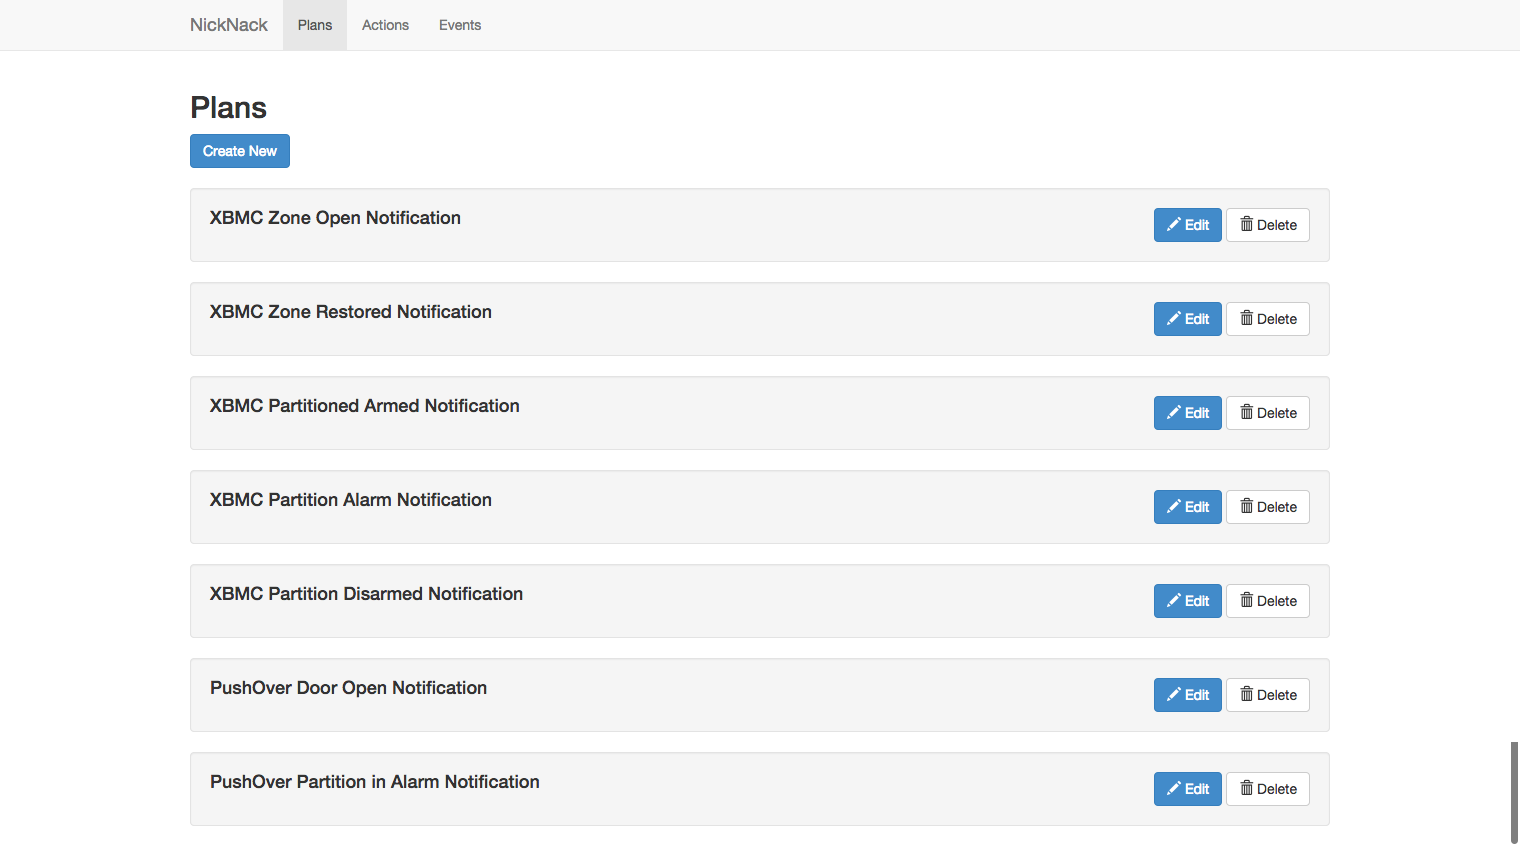 NickNack Plans Actions Events
Plans
Create New
XBMC Zone Open Notification Edit Delete
XBMC Zone Restored Notification Edit Delete
XBMC Partitioned Armed Notification Edit Delete
XBMC Partition Alarm Notification Edit Delete
XBMC Partition Disarmed Notification Edit Delete
PushOver Door Open Notification Edit Delete
PushOver Partition in Alarm Notification Edit Delete